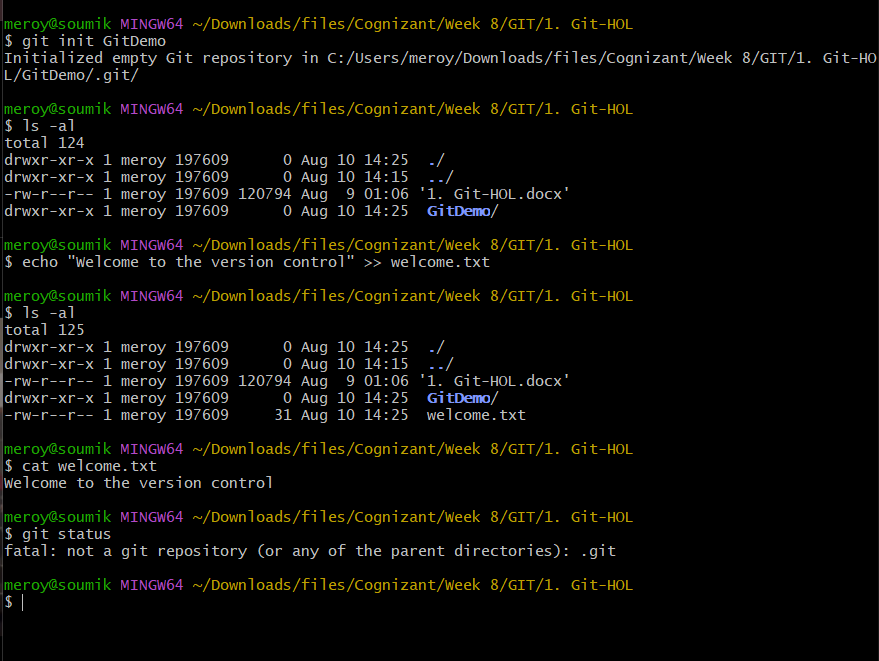 meroy@soumik MINGW64 ~/Downloads/files/Cognizant/Week 8/GIT/1. Git-HOL
$ git init GitDemo
Initialized empty Git repository in C:/Users/meroy/Downloads/files/Cognizant/Week 8/GIT/1. Git-HO
L/GitDemo/.git/
meroy@soumik MINGW64 ~/Downloads/files/Cognizant/Week 8/GIT/1. Git-HOL
$ ls -al
total 124
drwxr-xr-x 1 meroy 197609      0 Aug 10 14:25  ./
drwxr-xr-x 1 meroy 197609      0 Aug 10 14:15  ../
-rw-r--r-- 1 meroy 197609 120794 Aug  9 01:06 '1. Git-HOL.docx'
drwxr-xr-x 1 meroy 197609      0 Aug 10 14:25  GitDemo/
meroy@soumik MINGW64 ~/Downloads/files/Cognizant/Week 8/GIT/1. Git-HOL
$ echo "Welcome to the version control" >> welcome.txt
meroy@soumik MINGW64 ~/Downloads/files/Cognizant/Week 8/GIT/1. Git-HOL
$ ls -al
total 125
drwxr-xr-x 1 meroy 197609      0 Aug 10 14:25  ./
drwxr-xr-x 1 meroy 197609      0 Aug 10 14:15  ../
-rw-r--r-- 1 meroy 197609 120794 Aug  9 01:06 '1. Git-HOL.docx'
drwxr-xr-x 1 meroy 197609      0 Aug 10 14:25  GitDemo/
-rw-r--r-- 1 meroy 197609     31 Aug 10 14:25  welcome.txt
meroy@soumik MINGW64 ~/Downloads/files/Cognizant/Week 8/GIT/1. Git-HOL
$ cat welcome.txt
Welcome to the version control
meroy@soumik MINGW64 ~/Downloads/files/Cognizant/Week 8/GIT/1. Git-HOL
$ git status
fatal: not a git repository (or any of the parent directories): .git
meroy@soumik MINGW64 ~/Downloads/files/Cognizant/Week 8/GIT/1. Git-HOL
$